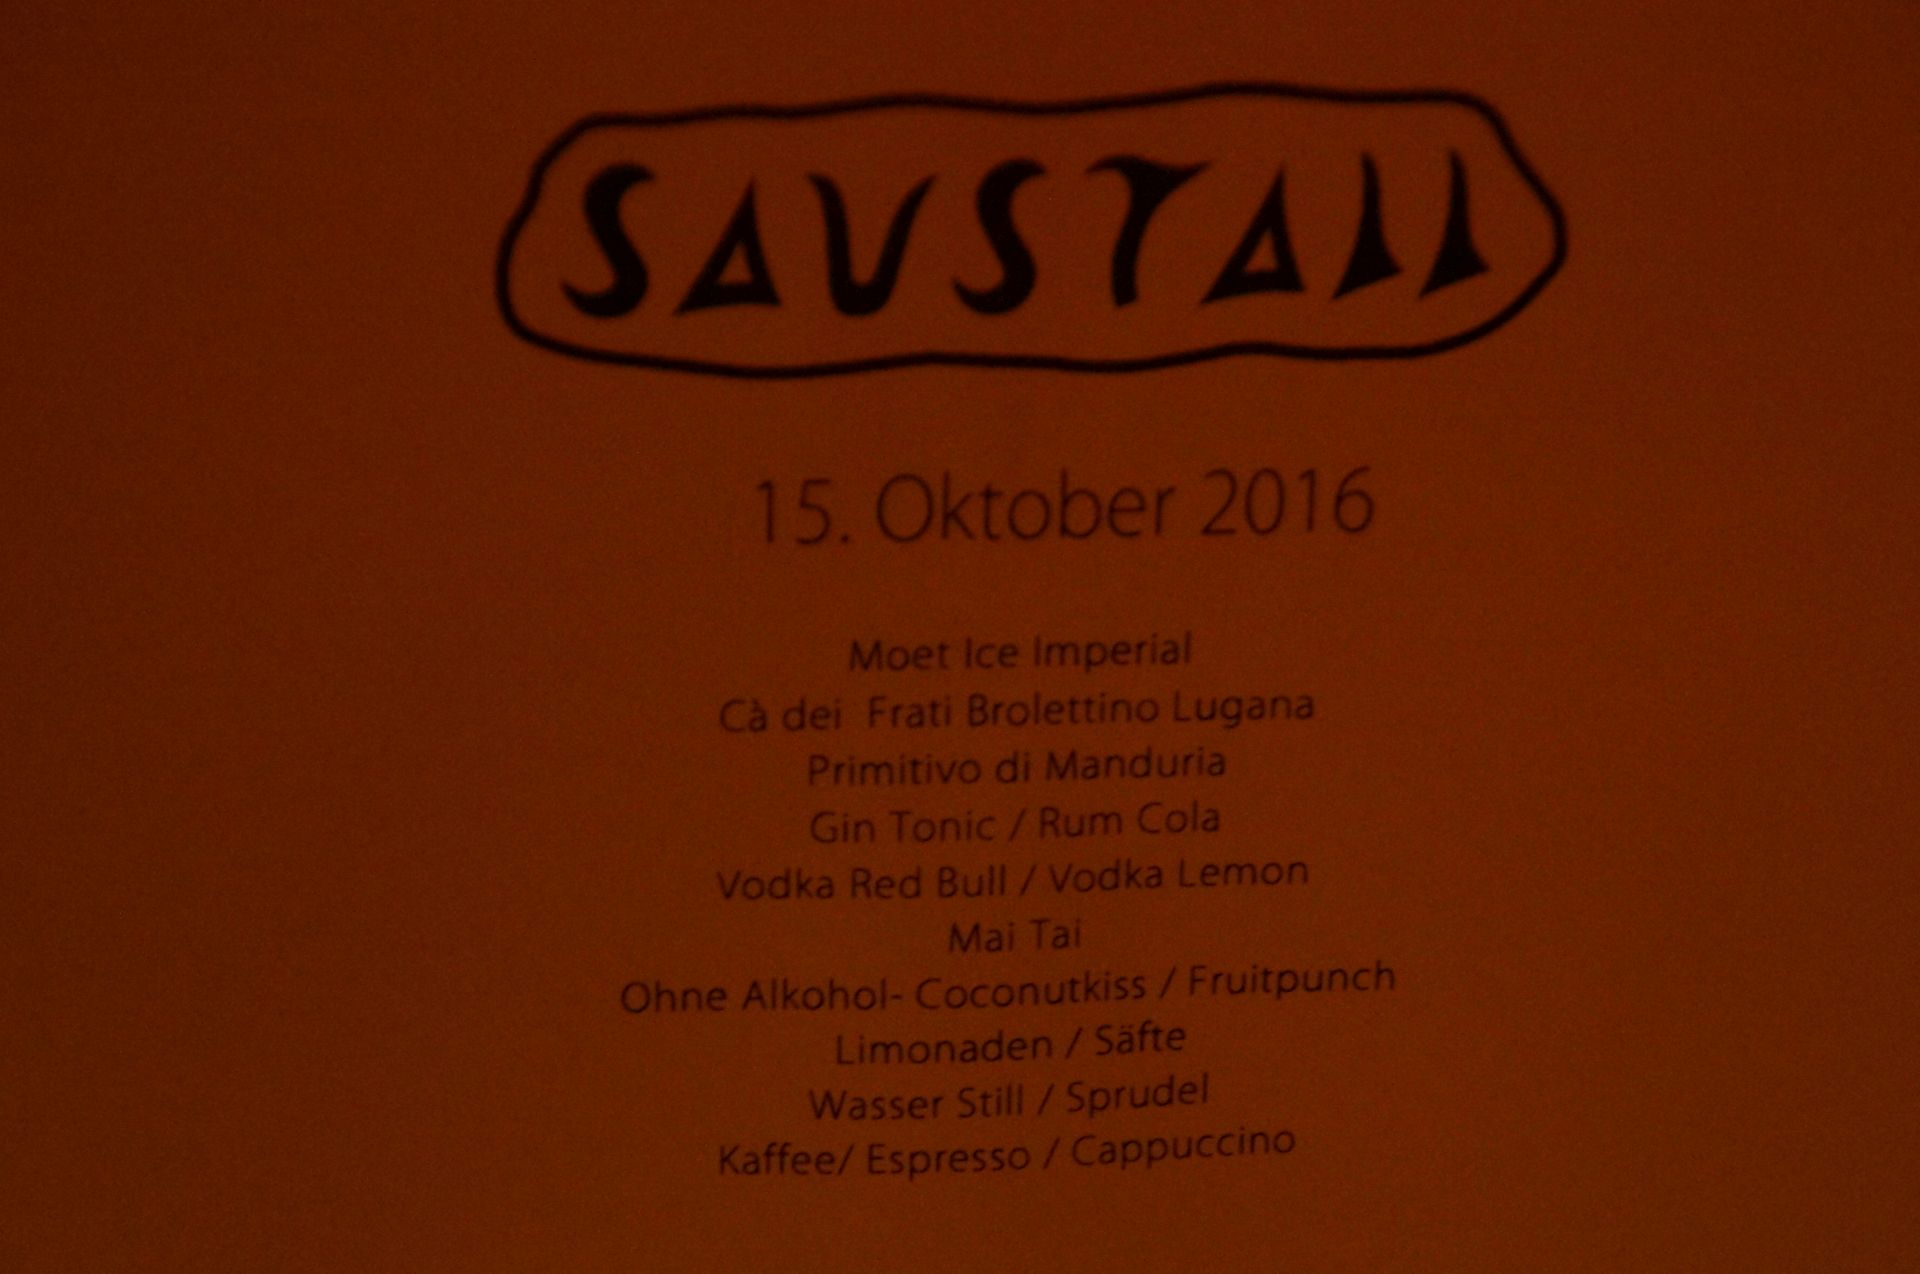 SAUSTALL
15. Oktober 2016
Moet Ice Imperial
Cà dei Frati Brolettino Lugana
Primitivo di Manduria
Gin Tonic / Rum Cola
Vodka Red Bull / Vodka Lemon
Mai Tai
Ohne Alkohol- Coconutkiss / Fruitpunch
Limonaden / Säfte
Wasser Still / Sprudel
Kaffee/ Espresso / Cappuccino